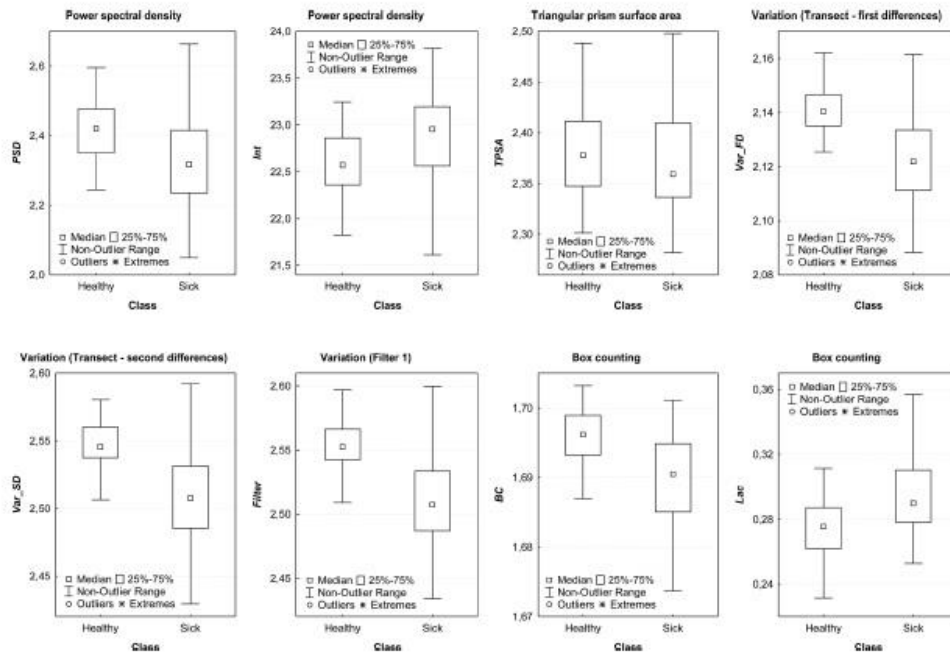 Power spectral density
PSD
2,6
2,4
2,2
2,0
Median 25%-75%
Non-Outlier Range
Outliers Extremes
Healthy Sick
Class
Power spectral density
Int
24,0
23,5
23,0
22,5
22,0
21,5
Median 25%-75%
Non-Outlier Range
Outliers Extremes
Healthy Sick
Class
Triangular prism surface area
TPSA
2,50
2,45
2,40
2,35
2,30
Median 25%-75%
Non-Outlier Range
Outliers Extremes
Healthy Sick
Class
Variation (Transect - first differences)
Var_FD
2,16
2,14
2,12
2,10
2,08
Median 25%-75%
Non-Outlier Range
Outliers Extremes
Healthy Sick
Class
Variation (Transect - second differences)
Var_SD
2,60
2,55
2,50
2,45
Median 25%-75%
Non-Outlier Range
Outliers Extremes
Healthy Sick
Class
Variation (Filter 1)
Filter
2,60
2,55
2,50
2,45
Median 25%-75%
Non-Outlier Range
Outliers Extremes
Healthy Sick
Class
Box counting
BC
1,70
1,69
1,68
1,67
Median 25%-75%
Non-Outlier Range
Outliers Extremes
Healthy Sick
Class
Box counting
Lac
0,36
0,32
0,28
0,24
Median 25%-75%
Non-Outlier Range
Outliers Extremes
Healthy Sick
Class